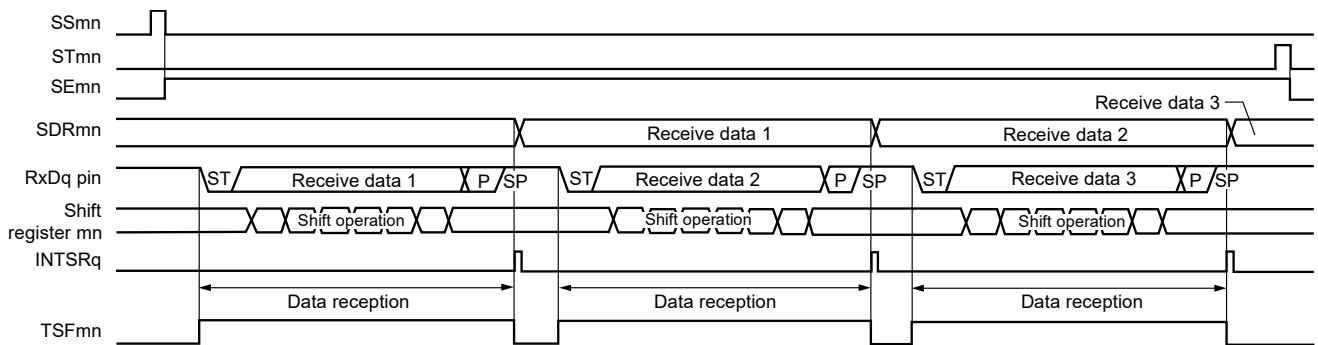 SSmn
STmn
SEmn
Receive data 3
SDRmn Receive data 1 Receive data 2
RxDq pin ST Receive data 1 P SP ST Receive data 2 P SP ST Receive data 3 P SP
Shift
register mn Shift operation Shift operation Shift operation
INTSRq
Data reception Data reception Data reception
TSFmn